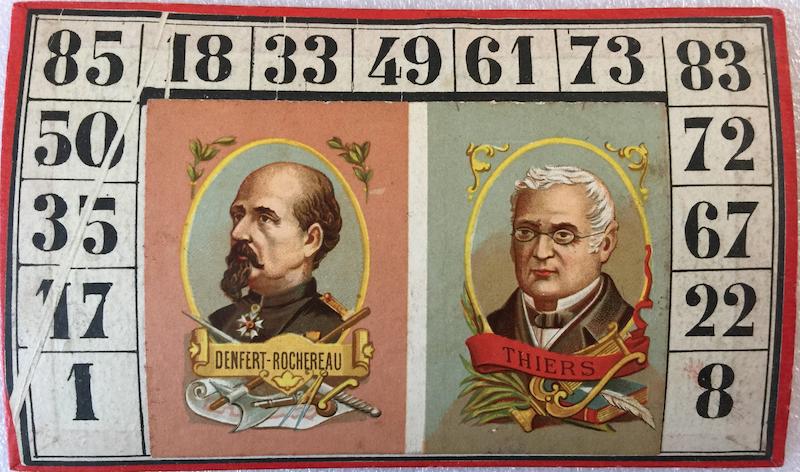 85 18 33 49 61 73 83
50 72
35 67
17 22
1 8
DENFERT-ROCHEREAU
THIERS